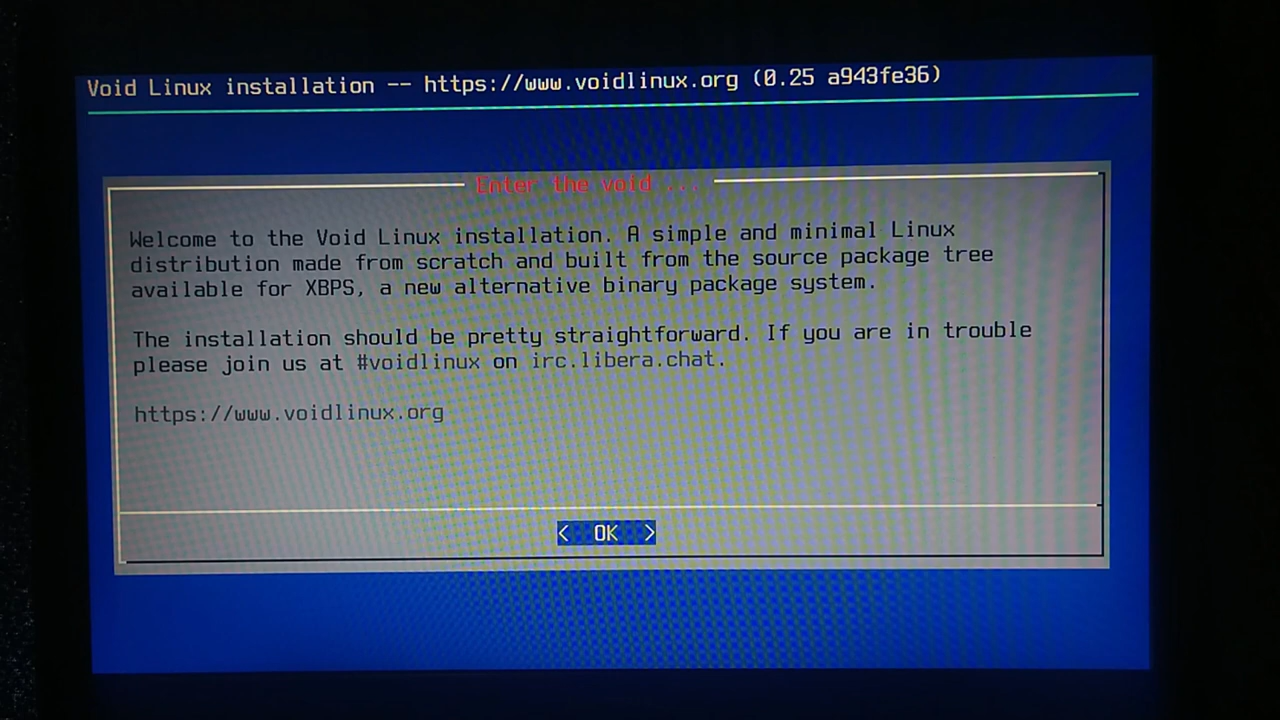 Void Linux installation -- https://www.voidlinux.org (0.25 a943fe36)
Enter the void ...
Welcome to the Void Linux installation. A simple and minimal Linux
distribution made from scratch and built from the source package tree
available for XBPS, a new alternative binary package system.
The installation should be pretty straightforward. If you are in trouble
please join us at #voidlinux on irc.libera.chat.
https://www.voidlinux.org
< OK >